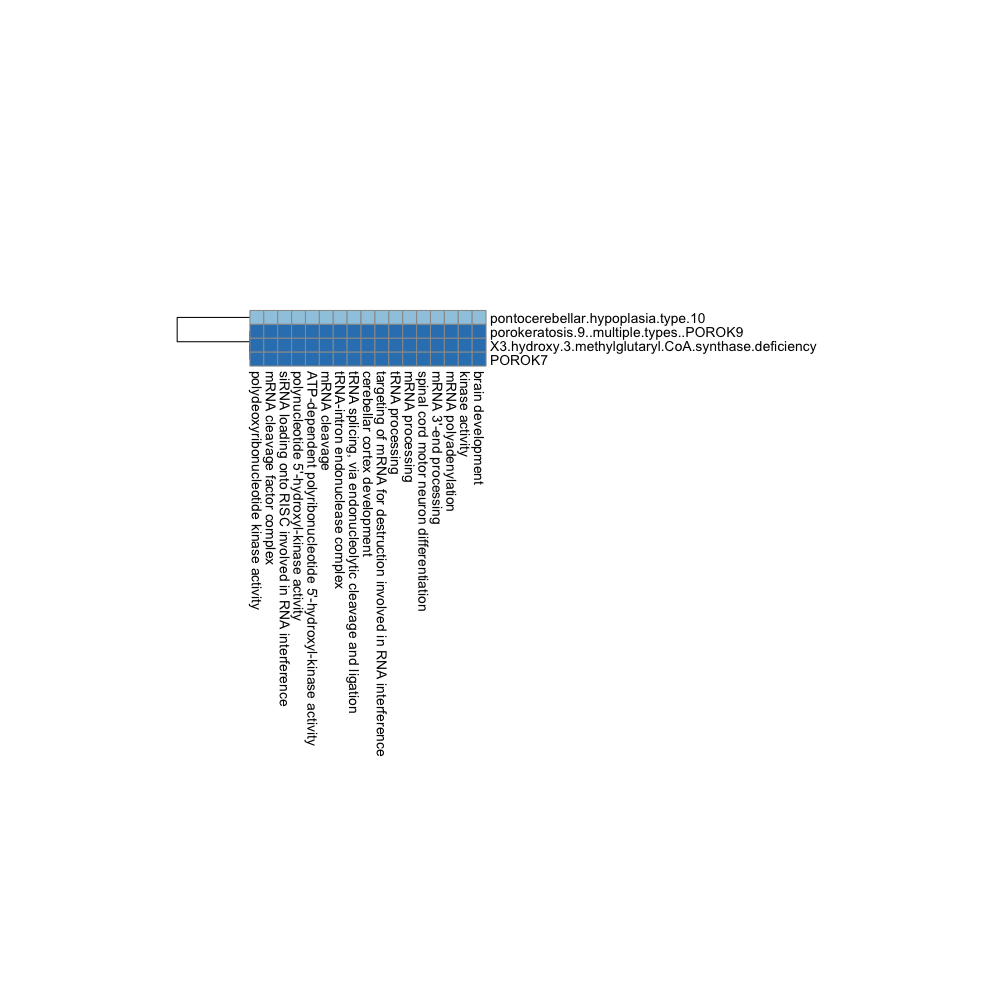 pontocerebellar.hypoplasia.type.10
porokeratosis.9..multiple.types..POROK9
X3.hydroxy.3.methylglutaryl.CoA.synthase.deficiency
POROK7
polydeoxyribonucleotide kinase activity
mRNA cleavage factor complex
siRNA loading onto RISC involved in RNA interference
polynucleotide 5'-hydroxyl-kinase activity
ATP-dependent polyribonucleotide 5'-hydroxyl-kinase activity
mRNA cleavage
tRNA-intron endonuclease complex
tRNA splicing, via endonucleolytic cleavage and ligation
cerebellar cortex development
targeting of mRNA for destruction involved in RNA interference
tRNA processing
mRNA processing
spinal cord motor neuron differentiation
mRNA 3'-end processing
mRNA polyadenylation
kinase activity
brain development